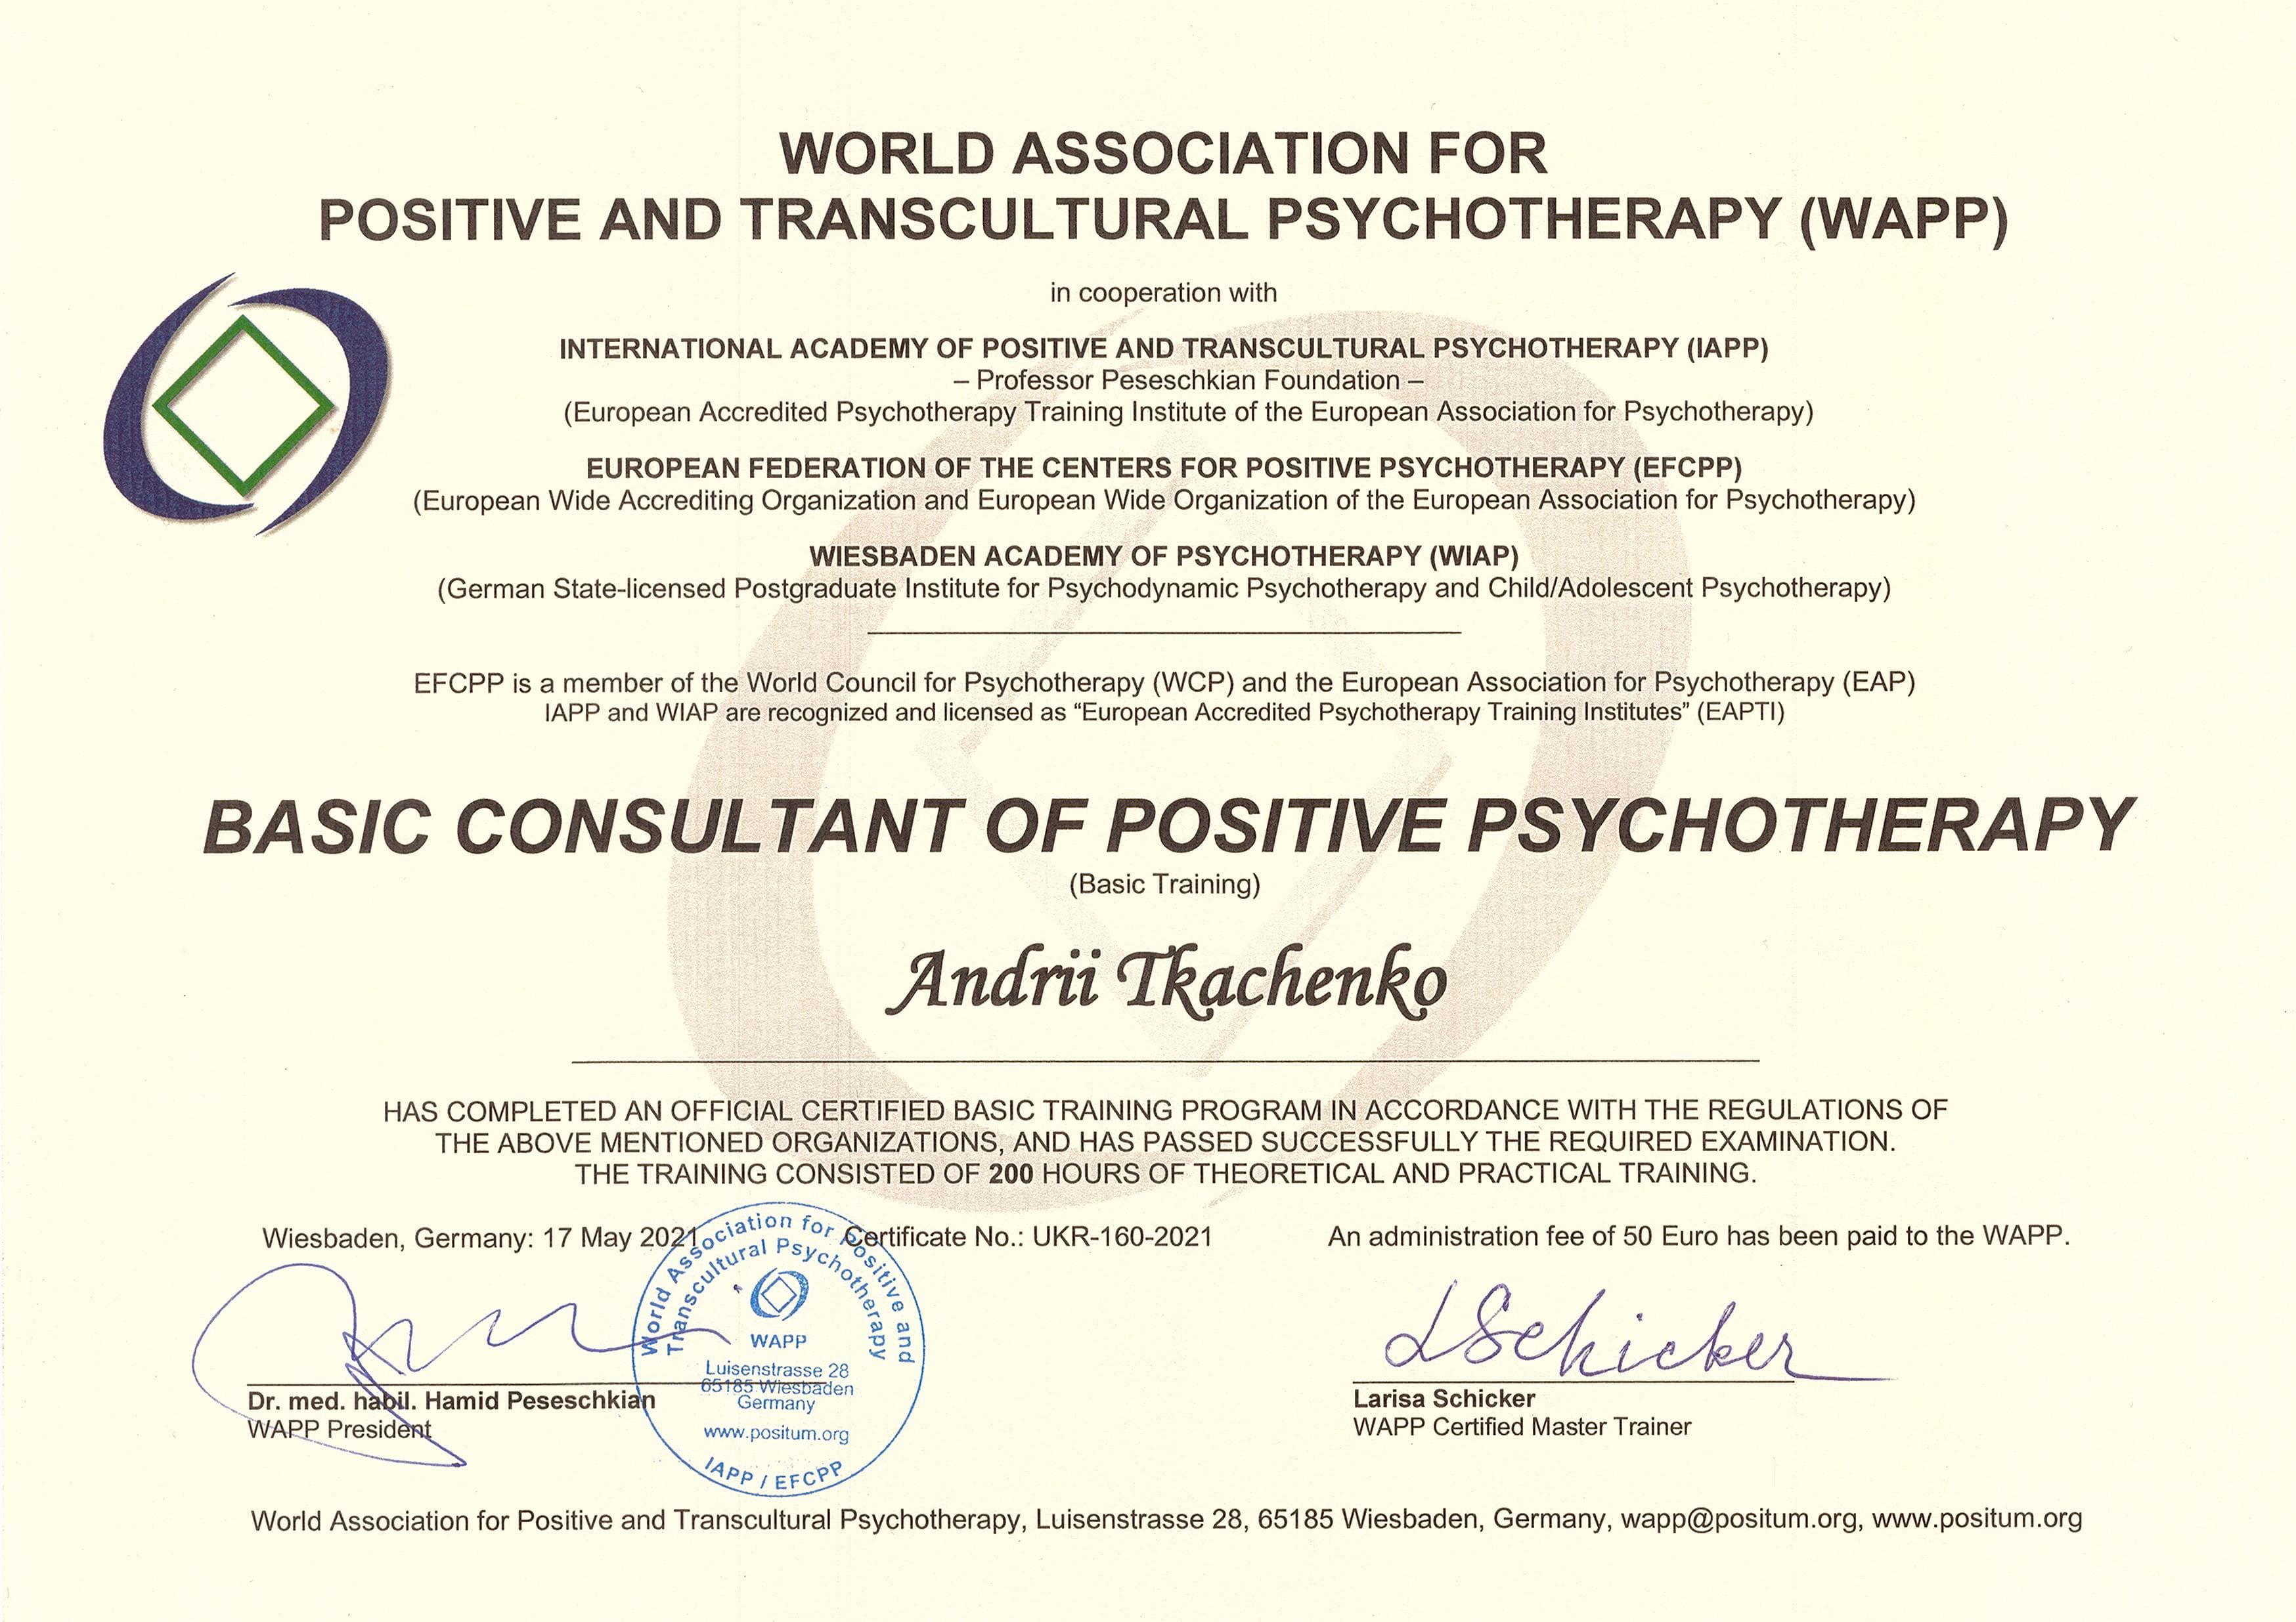 WORLD ASSOCIATION FOR
POSITIVE AND TRANSCULTURAL PSYCHOTHERAPY (WAPP)
in cooperation with
INTERNATIONAL ACADEMY OF POSITIVE AND TRANSCULTURAL PSYCHOTHERAPY (IAPP)
– Professor Peseschkian Foundation –
(European Accredited Psychotherapy Training Institute of the European Association for Psychotherapy)
EUROPEAN FEDERATION OF THE CENTERS FOR POSITIVE PSYCHOTHERAPY (EFCPP)
(European Wide Accrediting Organization and European Wide Organization of the European Association for Psychotherapy)
WIESBADEN ACADEMY OF PSYCHOTHERAPY (WIAP)
(German State-licensed Postgraduate Institute for Psychodynamic Psychotherapy and Child/Adolescent Psychotherapy)
EFCPP is a member of the World Council for Psychotherapy (WCP) and the European Association for Psychotherapy (EAP)
IAPP and WIAP are recognized and licensed as “European Accredited Psychotherapy Training Institutes” (EAPTI)
BASIC CONSULTANT OF POSITIVE PSYCHOTHERAPY
(Basic Training)
Andrii Tkachenko
HAS COMPLETED AN OFFICIAL CERTIFIED BASIC TRAINING PROGRAM IN ACCORDANCE WITH THE REGULATIONS OF
THE ABOVE MENTIONED ORGANIZATIONS, AND HAS PASSED SUCCESSFULLY THE REQUIRED EXAMINATION.
THE TRAINING CONSISTED OF 200 HOURS OF THEORETICAL AND PRACTICAL TRAINING.
Wiesbaden, Germany: 17 May 2021 Certificate No.: UKR-160-2021 An administration fee of 50 Euro has been paid to the WAPP.
World Association for Positive and
Transcultural Psychotherapy
WAPP
Luisenstrasse 28
65185 Wiesbaden
Germany
www.positum.org
IAPP / EFCPP
LSchicker
Dr. med. habil. Hamid Peseschkian
WAPP President
Larisa Schicker
WAPP Certified Master Trainer
World Association for Positive and Transcultural Psychotherapy, Luisenstrasse 28, 65185 Wiesbaden, Germany, wapp@positum.org, www.positum.org